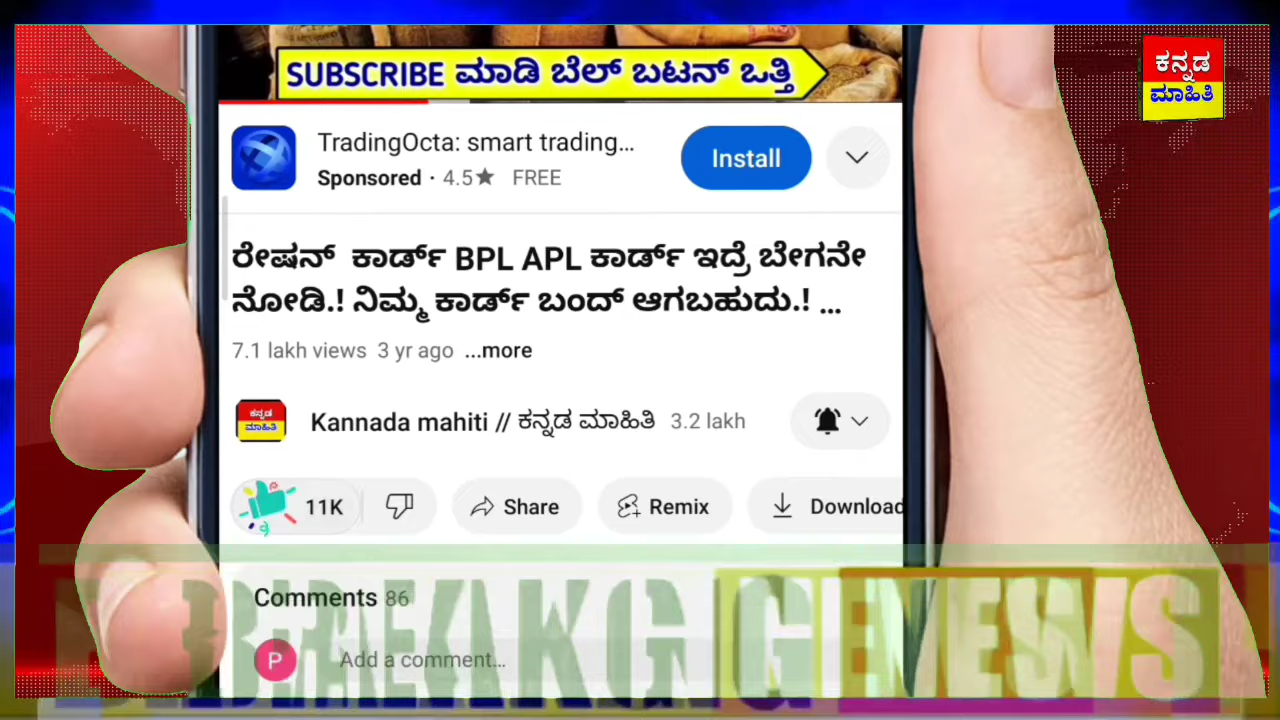 SUBSCRIBE ಮಾಡಿ ಬೆಲ್ ಬಟನ್ ಒತ್ತಿ
ಕನ್ನಡ
ಮಾಹಿತಿ
TradingOcta: smart trading...
Sponsored · 4.5★ FREE
Install
ರೇಷನ್ ಕಾರ್ಡ್ BPL APL ಕಾರ್ಡ್ ಇದ್ರೆ ಬೇಗನೇ
ನೋಡಿ.! ನಿಮ್ಮ ಕಾರ್ಡ್ ಬಂದ್ ಆಗಬಹುದು.! ...
7.1 lakh views 3 yr ago ...more
ಕನ್ನಡ
ಮಾಹಿತಿ
Kannada mahiti // ಕನ್ನಡ ಮಾಹಿತಿ 3.2 lakh
11K Share Remix Download
Comments 86
P Add a comment...